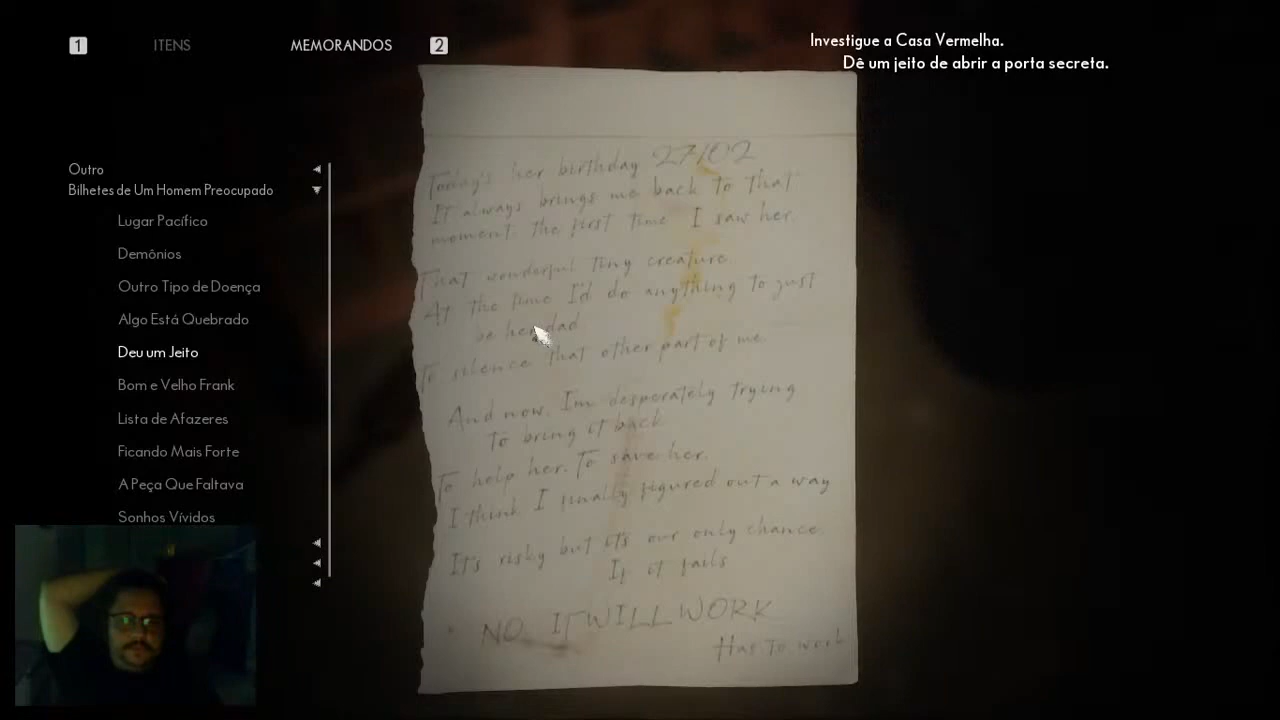 1 ITENS MEMORANDOS 2
Investigue a Casa Vermelha.
Dê um jeito de abrir a porta secreta.
Outro
Bilhetes de Um Homem Preocupado
Lugar Pacífico
Demônios
Outro Tipo de Doença
Algo Está Quebrado
Deu um Jeito
Bom e Velho Frank
Lista de Afazeres
Ficando Mais Forte
A Peça Que Faltava
Sonhos Vívidos
Today's her birthday 27/02
It always brings me back to that
moment. the first time I saw her.
That wonderful tiny creature.
At the time I'd do anything to just
be her dad
To silence that other part of me.
And now, I'm desperately trying
to bring it back
To help her. To save her.
I think I finally figured out a way
It's risky but it's our only chance.
If it fails
NO IT WILL WORK
Has to work